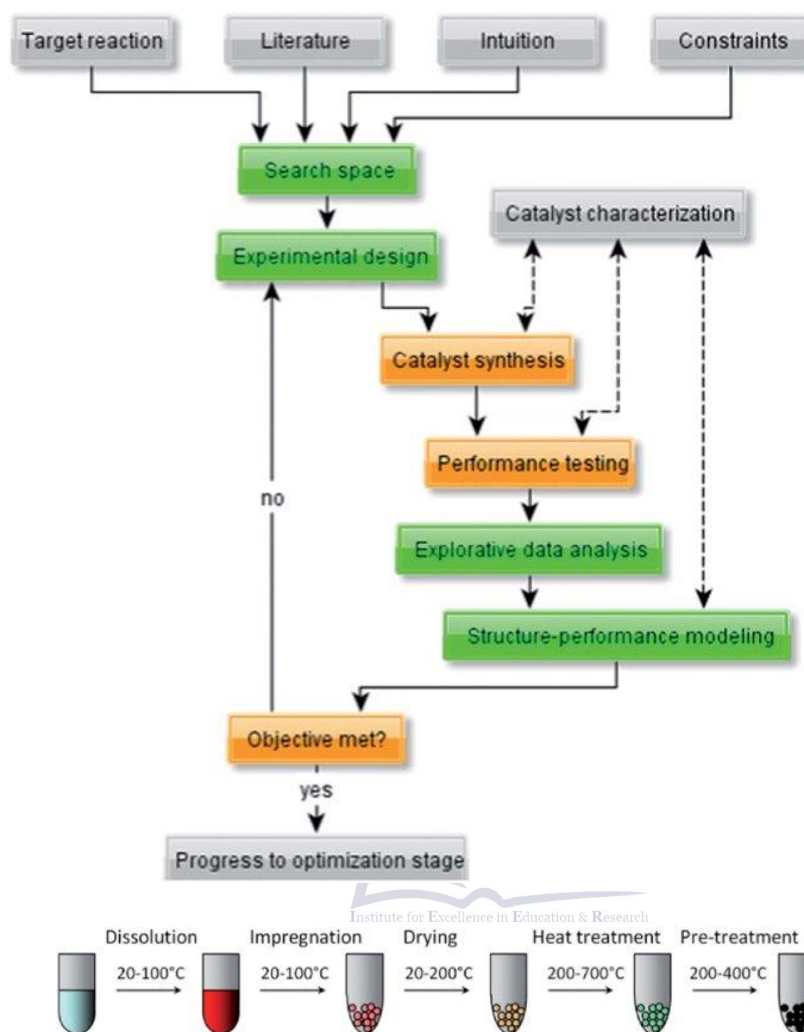 Target reaction
Literature
Intuition
Constraints
Search space
Catalyst characterization
Experimental design
Catalyst synthesis
Performance testing
no
Explorative data analysis
Structure-performance modeling
Objective met?
yes
Progress to optimization stage
Institute for Excellence in Education & Research
Dissolution
Impregnation
Drying
Heat treatment
Pre-treatment
20-100°C
20-100°C
20-200°C
200-700°C
200-400°C